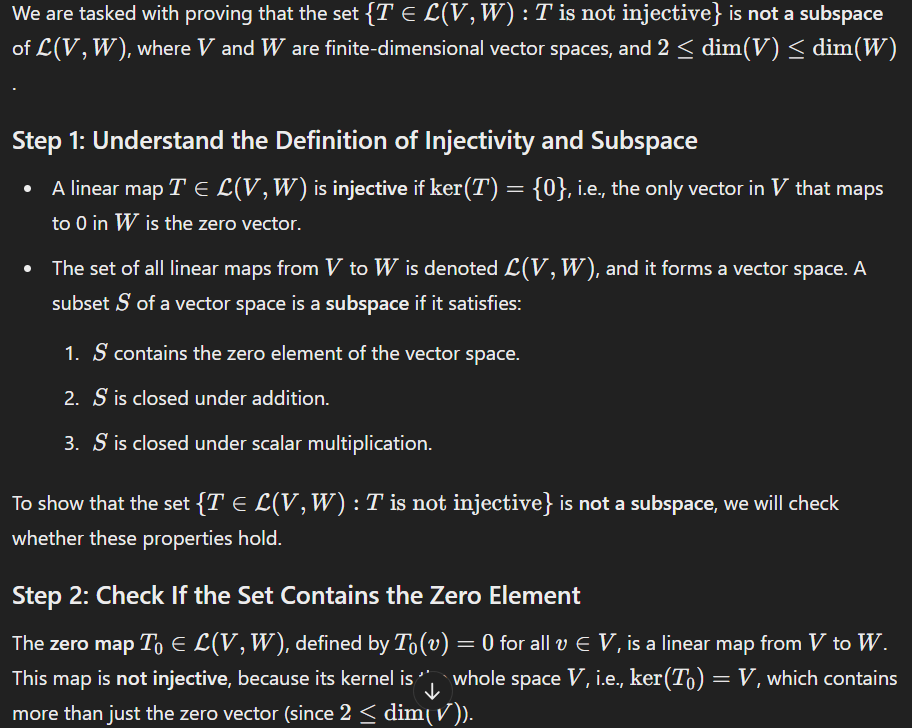 We are tasked with proving that the set {T ∈ ℒ(V, W) : T is not injective} is not a subspace
of ℒ(V, W), where V and W are finite-dimensional vector spaces, and 2 ≤ dim(V) ≤ dim(W)
.
Step 1: Understand the Definition of Injectivity and Subspace
• A linear map T ∈ ℒ(V, W) is injective if ker(T) = {0}, i.e., the only vector in V that maps
to 0 in W is the zero vector.
• The set of all linear maps from V to W is denoted ℒ(V, W), and it forms a vector space. A
subset S of a vector space is a subspace if it satisfies:
1. S contains the zero element of the vector space.
2. S is closed under addition.
3. S is closed under scalar multiplication.
To show that the set {T ∈ ℒ(V, W) : T is not injective} is not a subspace, we will check
whether these properties hold.
Step 2: Check If the Set Contains the Zero Element
The zero map T₀ ∈ ℒ(V, W), defined by T₀(v) = 0 for all v ∈ V, is a linear map from V to W.
This map is not injective, because its kernel is whole space V, i.e., ker(T₀) = V, which contains
more than just the zero vector (since 2 ≤ dim(V)).